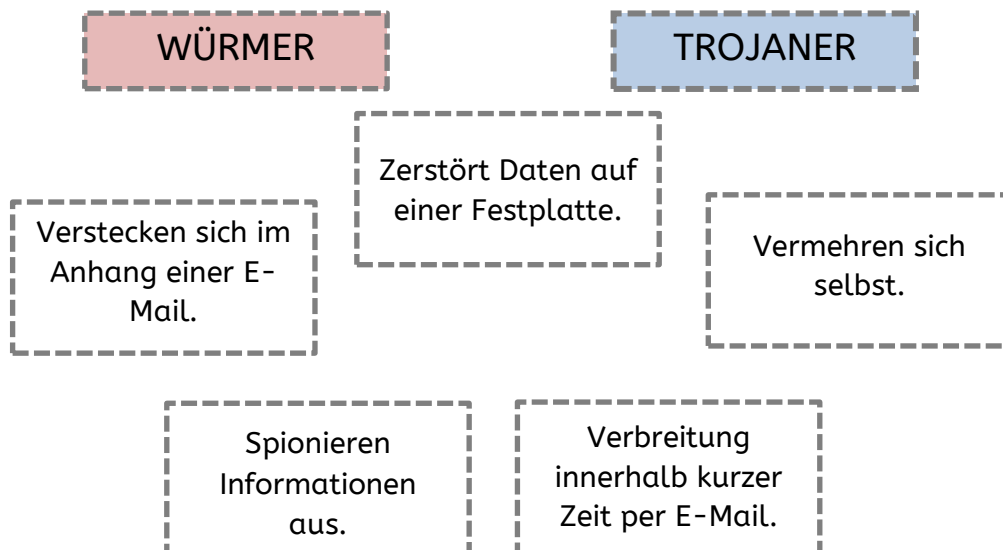 WÜRMER
TROJANER
Zerstört Daten auf
einer Festplatte.
Verstecken sich im
Anhang einer E-
Mail.
Vermehren sich
selbst.
Spionieren
Informationen
aus.
Verbreitung
innerhalb kurzer
Zeit per E-Mail.